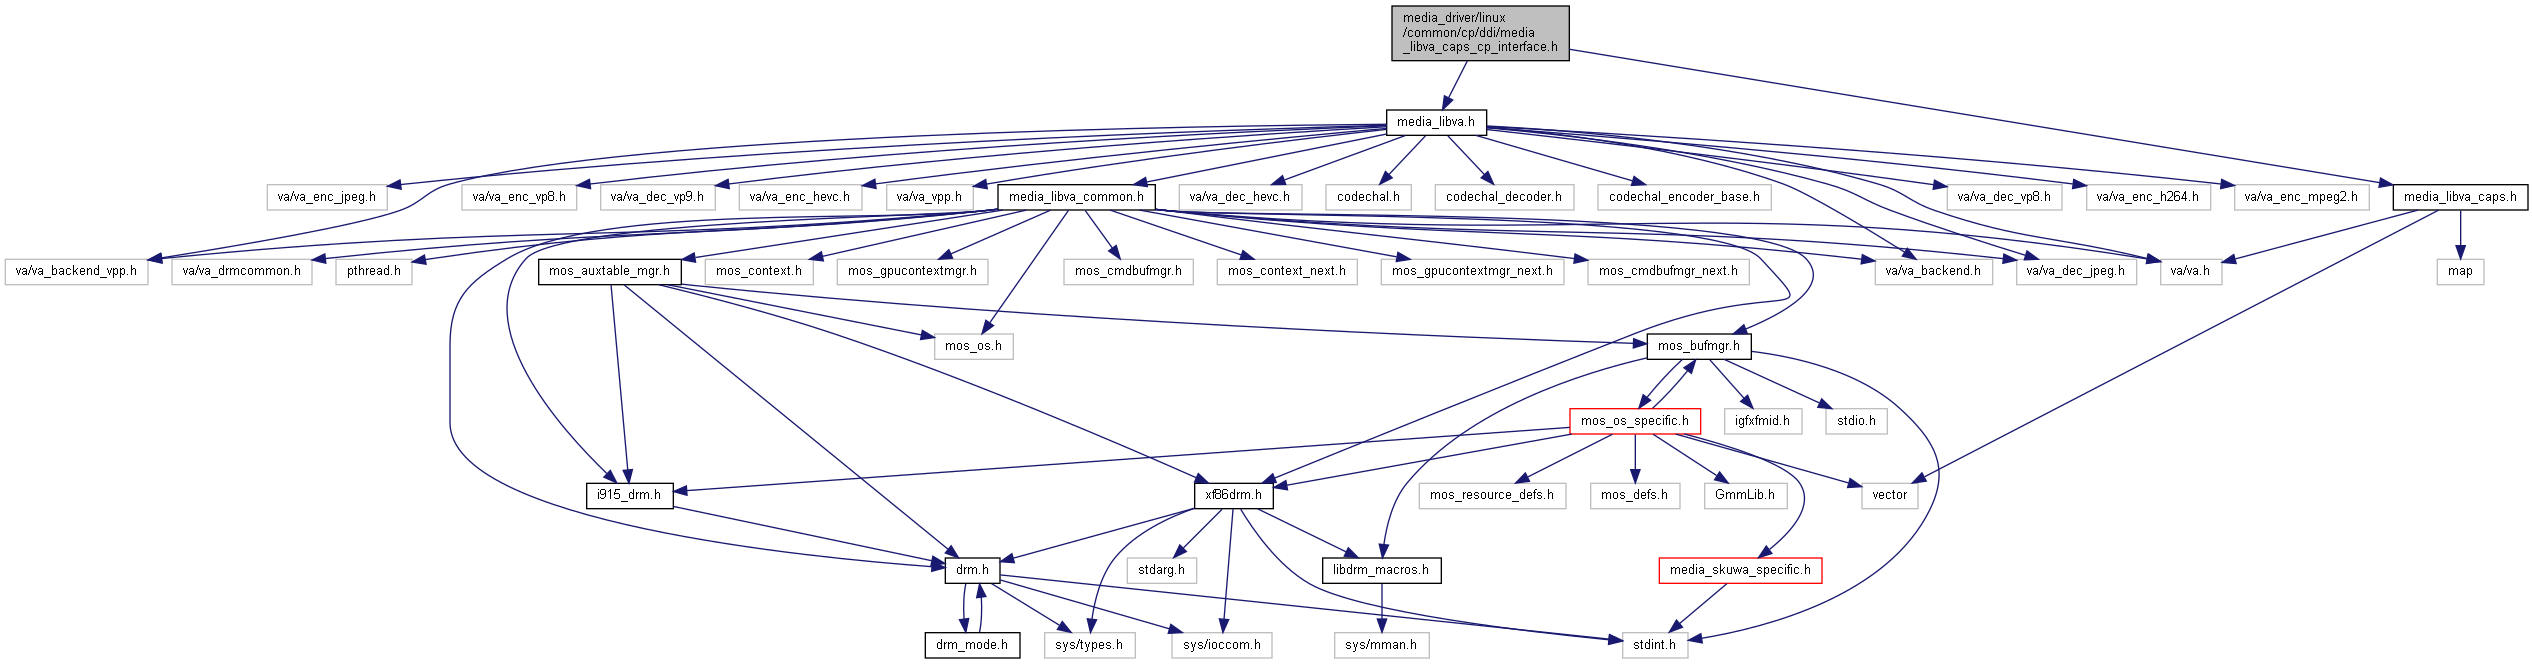 media_driver/linux
/common/cp/ddi/media
_libva_caps_cp_interface.h
media_libva.h
va/va_enc_jpeg.h
va/va_enc_vp8.h
va/va_dec_vp9.h
va/va_enc_hevc.h
va/va_vpp.h
media_libva_common.h
va/va_dec_hevc.h
codechal.h
codechal_decoder.h
codechal_encoder_base.h
va/va_dec_vp8.h
va/va_enc_h264.h
va/va_enc_mpeg2.h
media_libva_caps.h
va/va_backend_vpp.h
va/va_drmcommon.h
pthread.h
mos_auxtable_mgr.h
mos_context.h
mos_gpucontextmgr.h
mos_cmdbufmgr.h
mos_context_next.h
mos_gpucontextmgr_next.h
mos_cmdbufmgr_next.h
va/va_backend.h
va/va_dec_jpeg.h
va/va.h
map
mos_os.h
mos_bufmgr.h
mos_os_specific.h
igfxfmid.h
stdio.h
i915_drm.h
xf86drm.h
mos_resource_defs.h
mos_defs.h
GmmLib.h
vector
drm.h
stdarg.h
libdrm_macros.h
media_skuwa_specific.h
drm_mode.h
sys/types.h
sys/ioccom.h
sys/mman.h
stdint.h